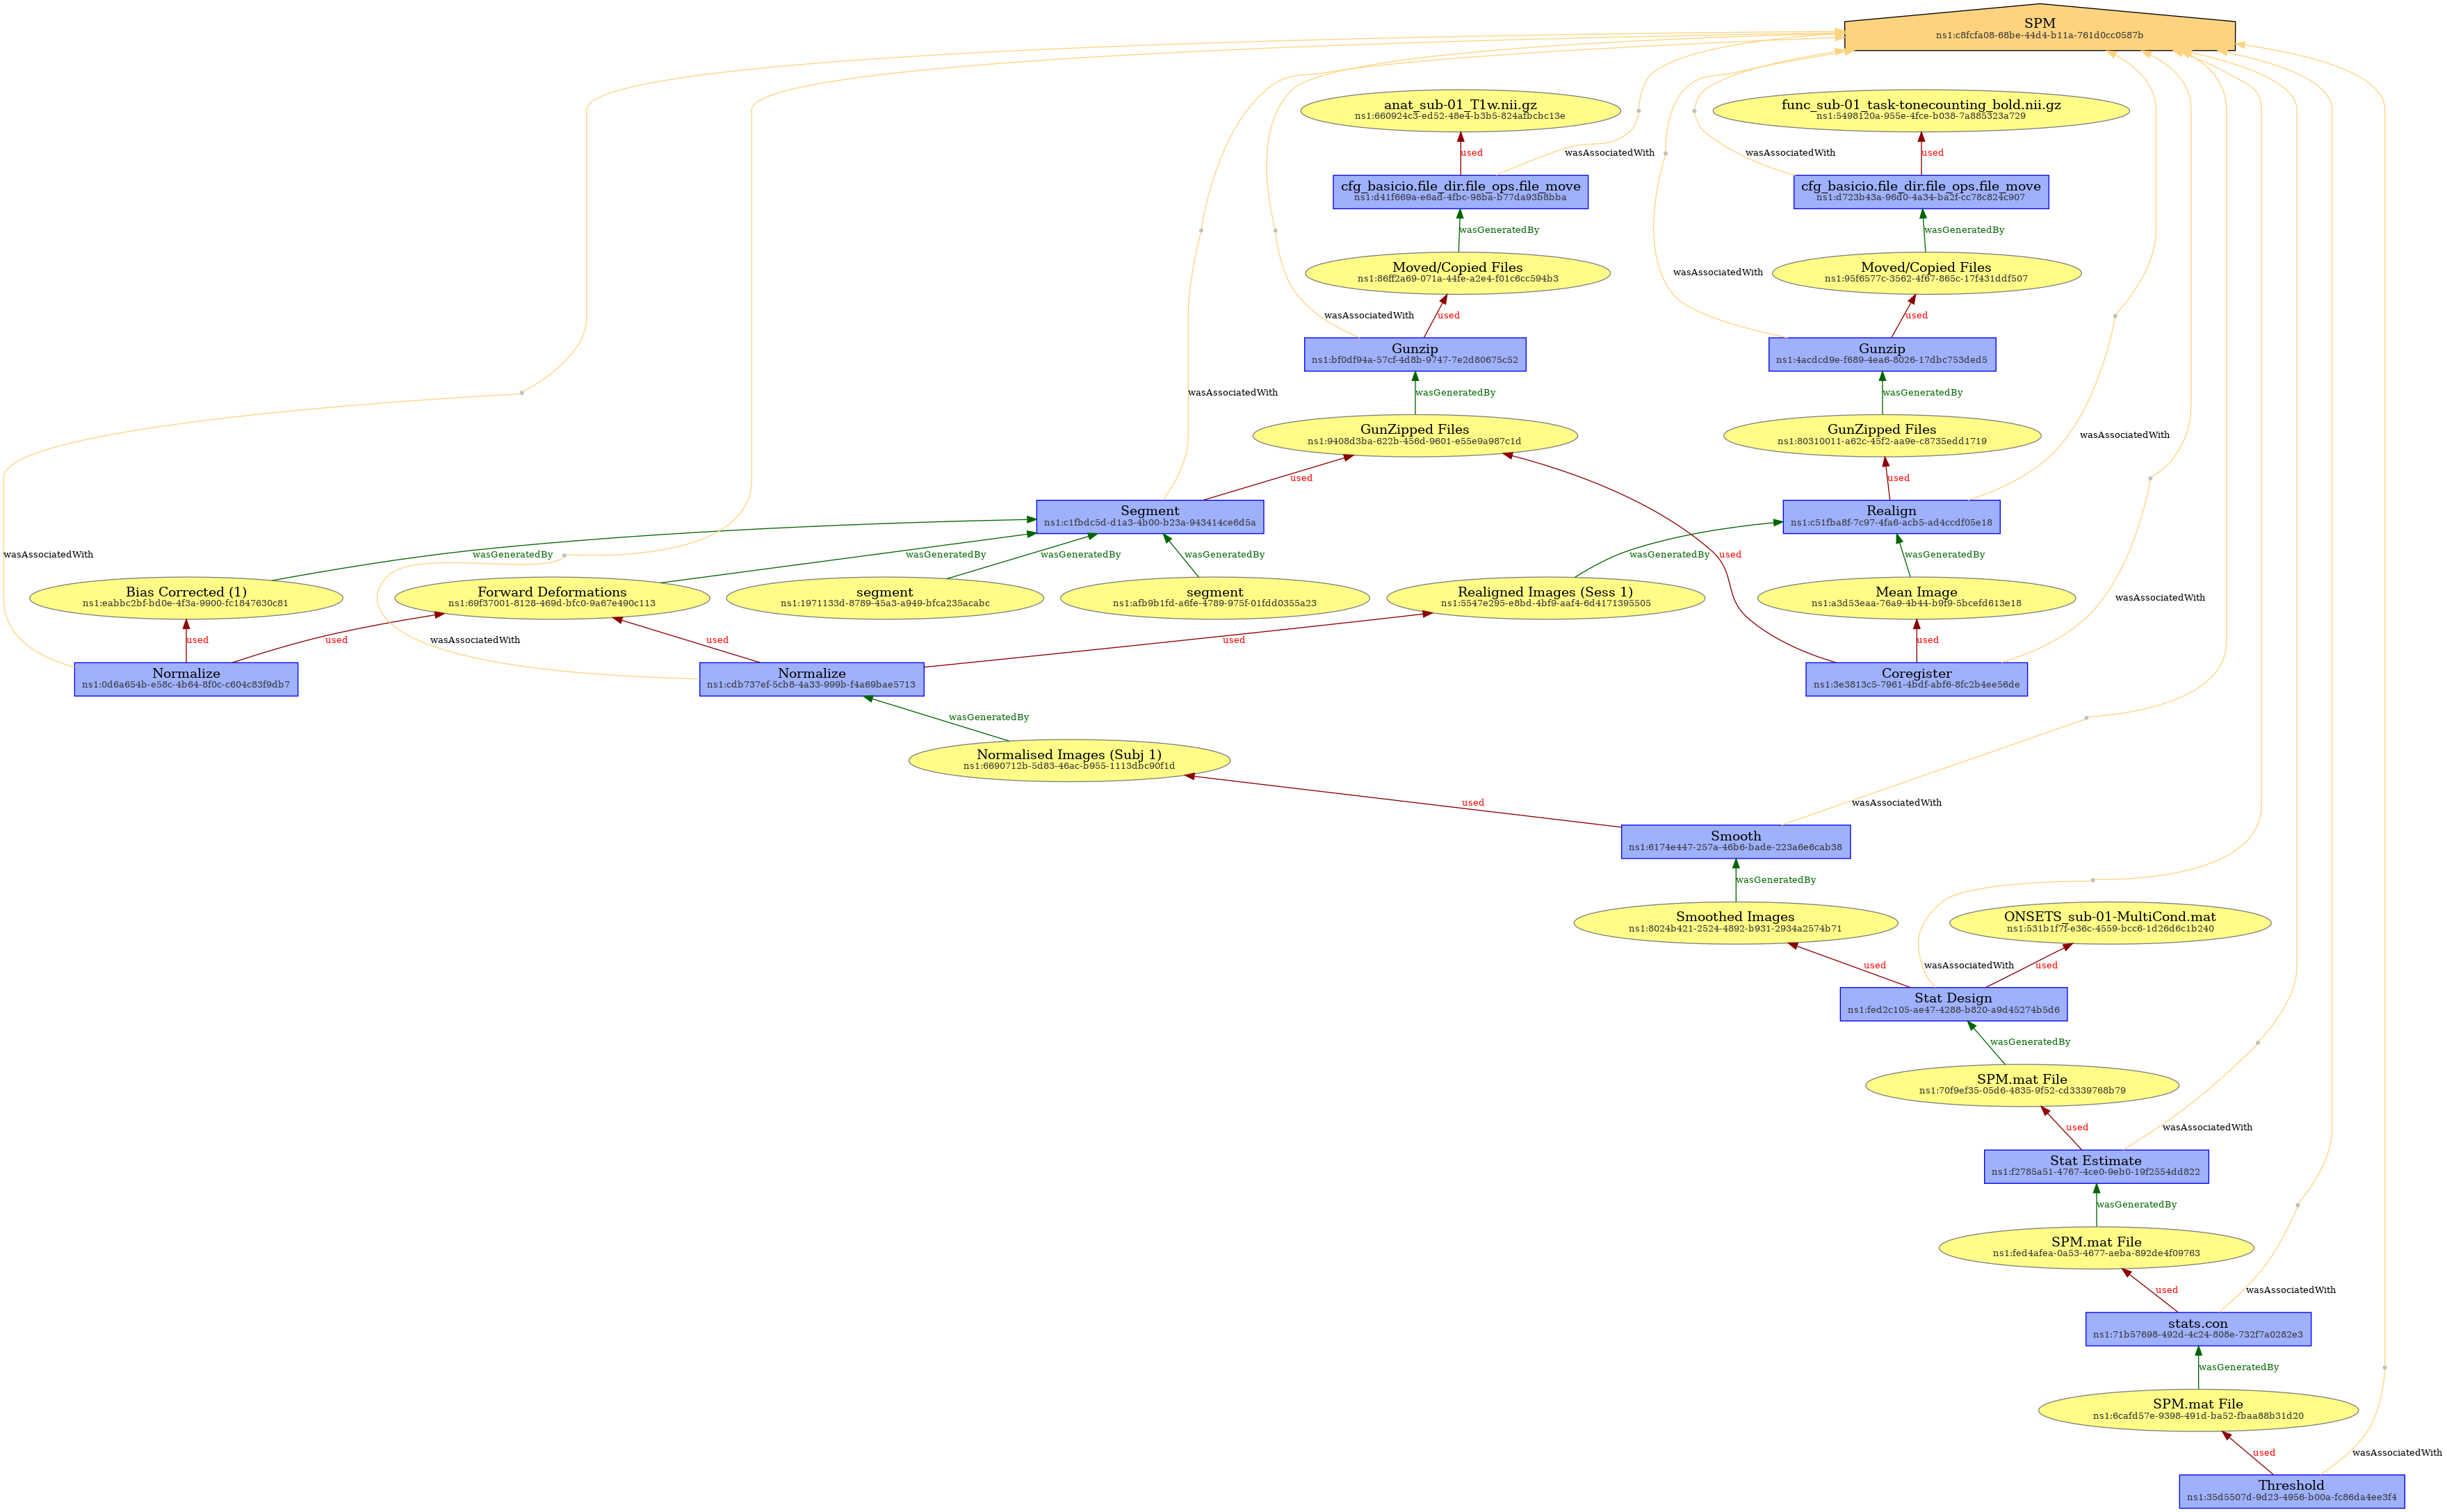 SPM
ns1:c8fcfa08-68be-44d4-b11a-761d0cc0587b
anat_sub-01_T1w.nii.gz
ns1:660924c3-ed52-48e4-b3b5-824afbcbc13e
func_sub-01_task-tonecounting_bold.nii.gz
ns1:5498120a-955e-4fce-b038-7a885323a729
used
wasAssociatedWith
wasAssociatedWith
used
cfg_basicio.file_dir.file_ops.file_move
ns1:d41f669a-e6ad-4fbc-98ba-b77da93b8bba
cfg_basicio.file_dir.file_ops.file_move
ns1:d723b43a-96d0-4a34-ba2f-cc78c824c907
wasGeneratedBy
wasGeneratedBy
Moved/Copied Files
ns1:86ff2a69-071a-44fe-a2e4-f01c6cc594b3
wasAssociatedWith
Moved/Copied Files
ns1:95f6577c-3562-4f67-865c-17f431ddf507
wasAssociatedWith
used
used
Gunzip
ns1:bf0df94a-57cf-4d8b-9747-7e2d80675c52
Gunzip
ns1:4acdcd9e-f689-4ea6-8026-17dbc753ded5
wasAssociatedWith
wasGeneratedBy
wasGeneratedBy
GunZipped Files
ns1:9408d3ba-622b-456d-9601-e55e9a987c1d
GunZipped Files
ns1:80310011-a62c-45f2-aa9e-c8735edd1719
wasAssociatedWith
used
used
Segment
ns1:c1fbdc5d-d1a3-4b00-b23a-943414ce6d5a
Realign
ns1:c51fba8f-7c97-4fa6-acb5-ad4ccdf05e18
wasAssociatedWith
wasGeneratedBy
wasGeneratedBy
wasGeneratedBy
wasGeneratedBy
wasGeneratedBy
used
wasGeneratedBy
Bias Corrected (1)
ns1:eabbc2bf-bd0e-4f3a-9900-fc1847630c81
Forward Deformations
ns1:69f37001-8128-469d-bfc0-9a67e490c113
segment
ns1:1971133d-8789-45a3-a949-bfca235acabc
segment
ns1:afb9b1fd-a6fe-4789-975f-01fdd0355a23
Realigned Images (Sess 1)
ns1:5547e295-e8bd-4bf9-aaf4-6d4171395505
Mean Image
ns1:a3d53eaa-76a9-4b44-b9f9-5bcefd613e18
wasAssociatedWith
used
used
wasAssociatedWith
used
used
used
Normalize
ns1:0d6a654b-e58c-4b64-8f0c-c604c83f9db7
Normalize
ns1:cdb737ef-5cb8-4a33-999b-f4a69bae5713
Coregister
ns1:3e3813c5-7961-4bdf-abf6-8fc2b4ee56de
wasGeneratedBy
Normalised Images (Subj 1)
ns1:6690712b-5d83-46ac-b955-1113dbc90f1d
used
wasAssociatedWith
Smooth
ns1:6174e447-257a-46b6-bade-223a6e6cab38
wasGeneratedBy
Smoothed Images
ns1:8024b421-2524-4892-b931-2934a2574b71
ONSETS_sub-01-MultiCond.mat
ns1:531b1f7f-e36c-4559-bcc6-1d26d6c1b240
used
wasAssociatedWith
used
Stat Design
ns1:fed2c105-ae47-4288-b820-a9d45274b5d6
wasGeneratedBy
SPM.mat File
ns1:70f9ef35-05d6-4835-9f52-cd3339768b79
used
wasAssociatedWith
Stat Estimate
ns1:f2785a51-4767-4ce0-9eb0-19f2554dd822
wasGeneratedBy
SPM.mat File
ns1:fed4afea-0a53-4677-aeba-892de4f09763
used
wasAssociatedWith
stats.con
ns1:71b57698-492d-4c24-808e-732f7a0282e3
wasGeneratedBy
SPM.mat File
ns1:6cafd57e-9398-491d-ba52-fbaa88b31d20
used
wasAssociatedWith
Threshold
ns1:35d5507d-9d23-4956-b00a-fc86da4ee3f4